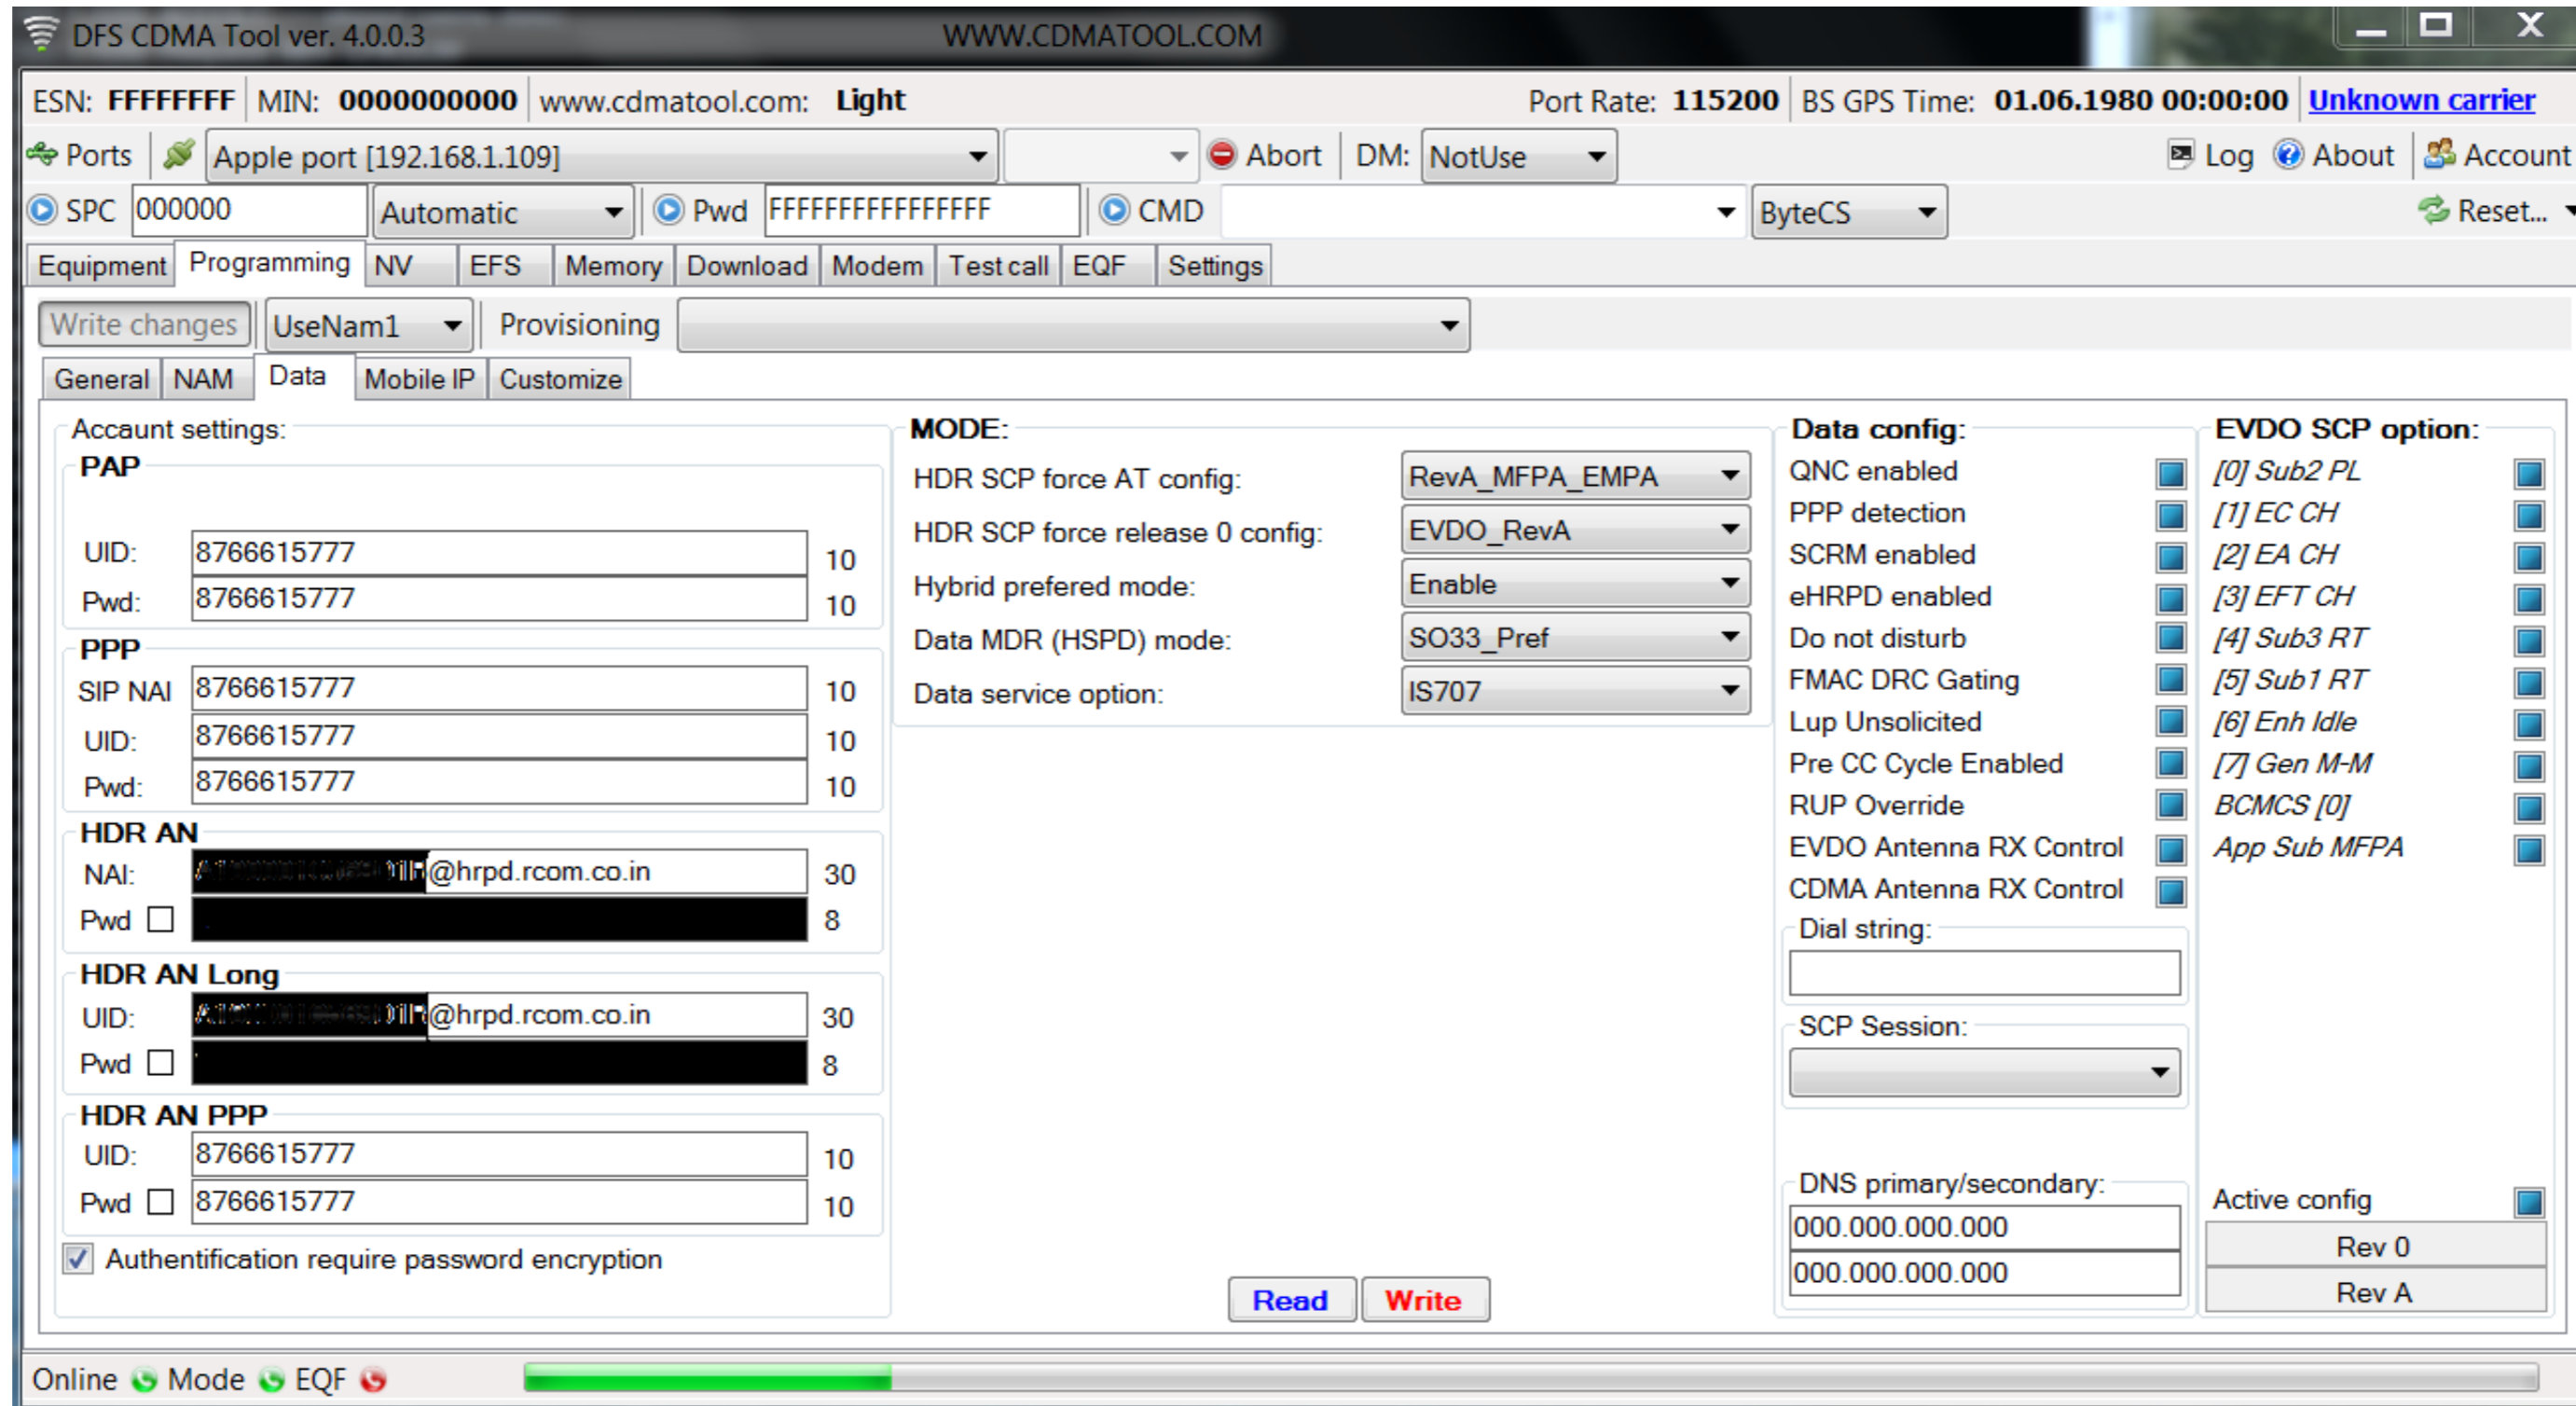 DFS CDMA Tool ver. 4.0.0.3 WWW.CDMATOOL.COM
ESN: FFFFFFFF MIN: 0000000000 www.cdmatool.com: Light Port Rate: 115200 BS GPS Time: 01.06.1980 00:00:00 Unknown carrier
Ports Apple port [192.168.1.109] Abort DM: NotUse Log About Account
SPC 000000 Automatic Pwd FFFFFFFFFFFFFFFF CMD ByteCS Reset...
Equipment Programming NV EFS Memory Download Modem Test call EQF Settings
Write changes UseNam1 Provisioning
General NAM Data Mobile IP Customize
Accaunt settings:
PAP
UID: 8766615777 10
Pwd: 8766615777 10
PPP
SIP NAI 8766615777 10
UID: 8766615777 10
Pwd: 8766615777 10
HDR AN
NAI: @hrpd.rcom.co.in 30
Pwd 8
HDR AN Long
UID: @hrpd.rcom.co.in 30
Pwd 8
HDR AN PPP
UID: 8766615777 10
Pwd 8766615777 10
Authentification require password encryption
MODE:
HDR SCP force AT config: RevA_MFPA_EMPA
HDR SCP force release 0 config: EVDO_RevA
Hybrid prefered mode: Enable
Data MDR (HSPD) mode: SO33_Pref
Data service option: IS707
Read Write
Data config:
QNC enabled
PPP detection
SCRM enabled
eHRPD enabled
Do not disturb
FMAC DRC Gating
Lup Unsolicited
Pre CC Cycle Enabled
RUP Override
EVDO Antenna RX Control
CDMA Antenna RX Control
Dial string:
SCP Session:
DNS primary/secondary:
000.000.000.000
000.000.000.000
EVDO SCP option:
[0] Sub2 PL
[1] EC CH
[2] EA CH
[3] EFT CH
[4] Sub3 RT
[5] Sub1 RT
[6] Enh Idle
[7] Gen M-M
BCMCS [0]
App Sub MFPA
Active config
Rev 0
Rev A
Online Mode EQF